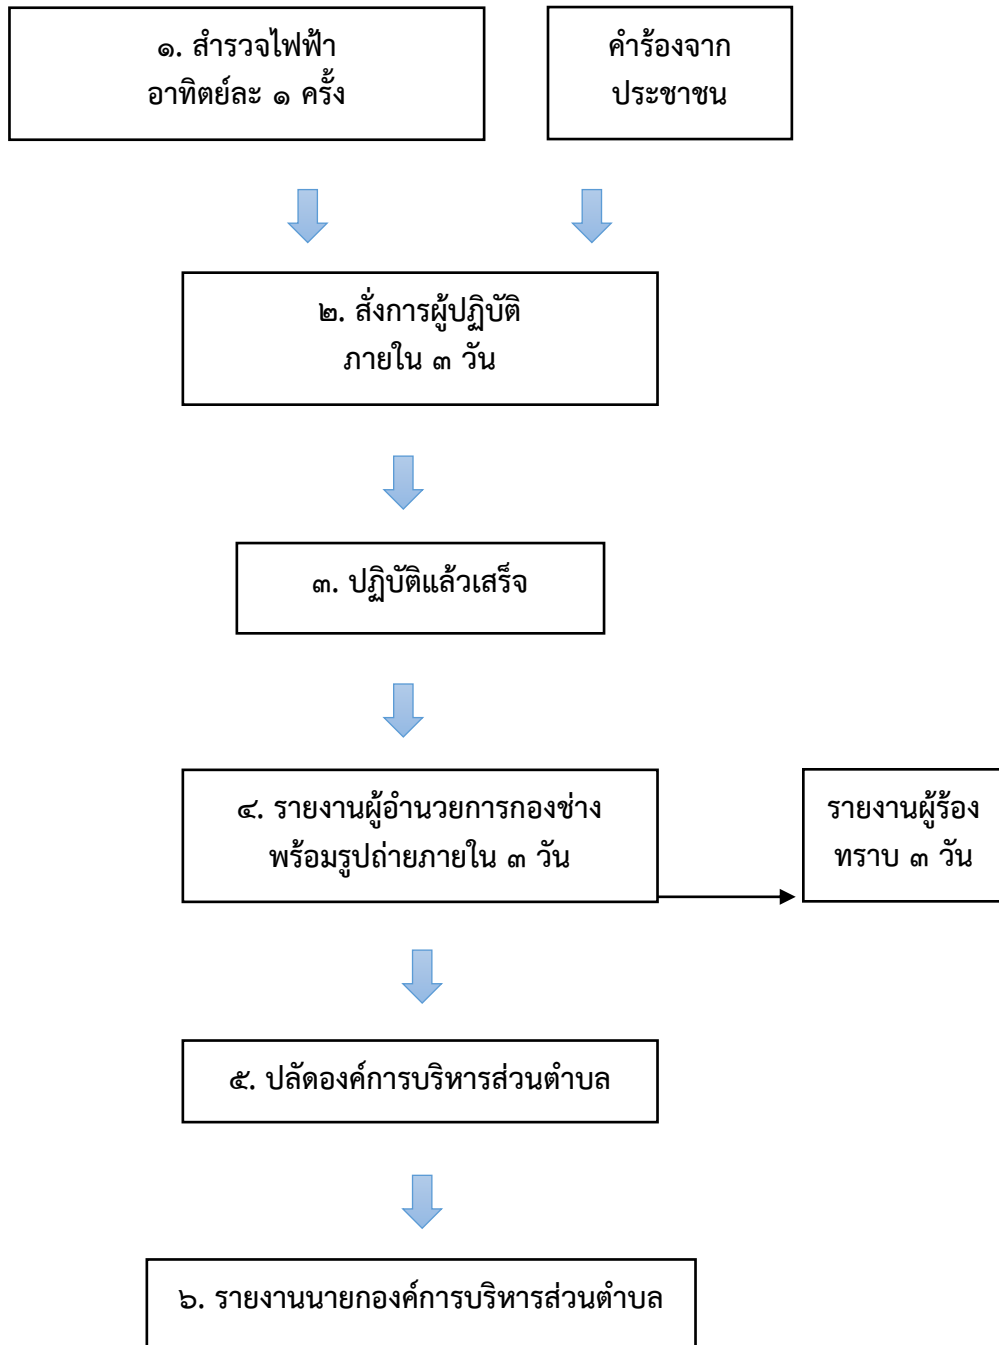 ๑. สำรวจไฟฟ้า
อาทิตย์ละ ๑ ครั้ง
คำร้องจาก
ประชาชน
๒. สั่งการผู้ปฏิบัติ
ภายใน ๓ วัน
๓. ปฏิบัติแล้วเสร็จ
๔. รายงานผู้อำนวยการกองช่าง
พร้อมรูปถ่ายภายใน ๓ วัน
รายงานผู้ร้อง
ทราบ ๓ วัน
๕. ปลัดองค์การบริหารส่วนตำบล
๖. รายงานนายกองค์การบริหารส่วนตำบล